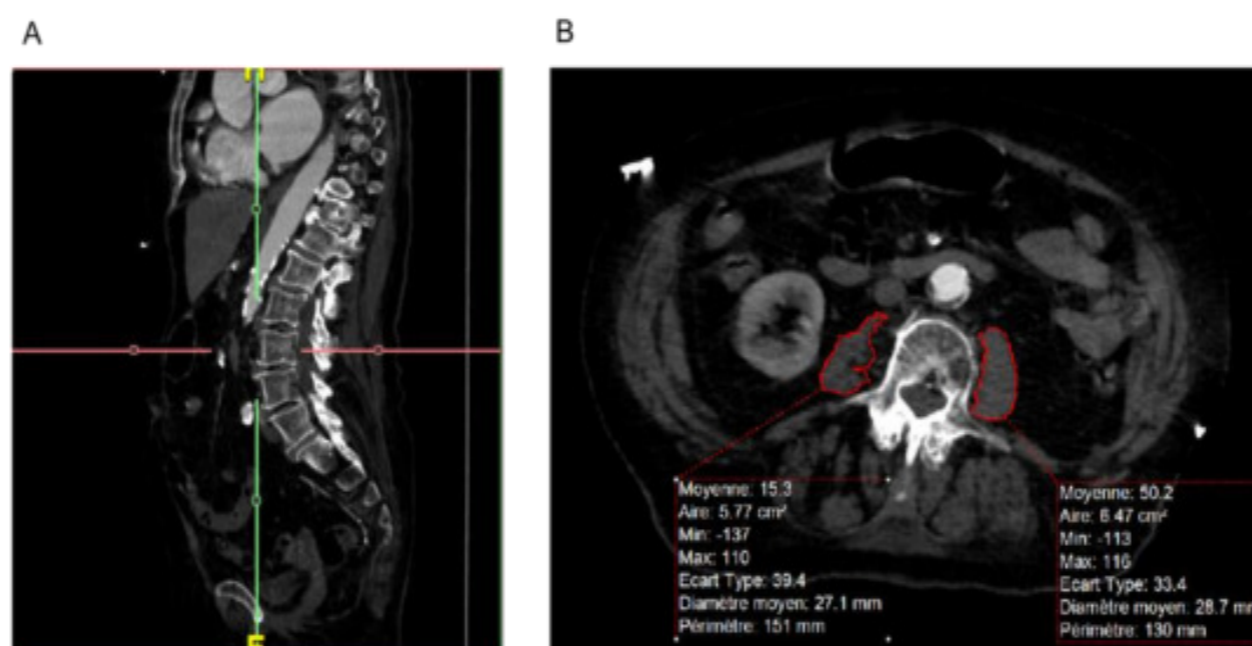 A
B
Moyenne: 15.3
Aire: 5.77 cm²
Min: -137
Max: 110
Ecart Type: 39.4
Diamètre moyen: 27.1 mm
Périmètre: 151 mm
Moyenne: 50.2
Aire: 6.47 cm²
Min: -113
Max: 116
Ecart Type: 33.4
Diamètre moyen: 28.7 mm
Périmètre: 130 mm